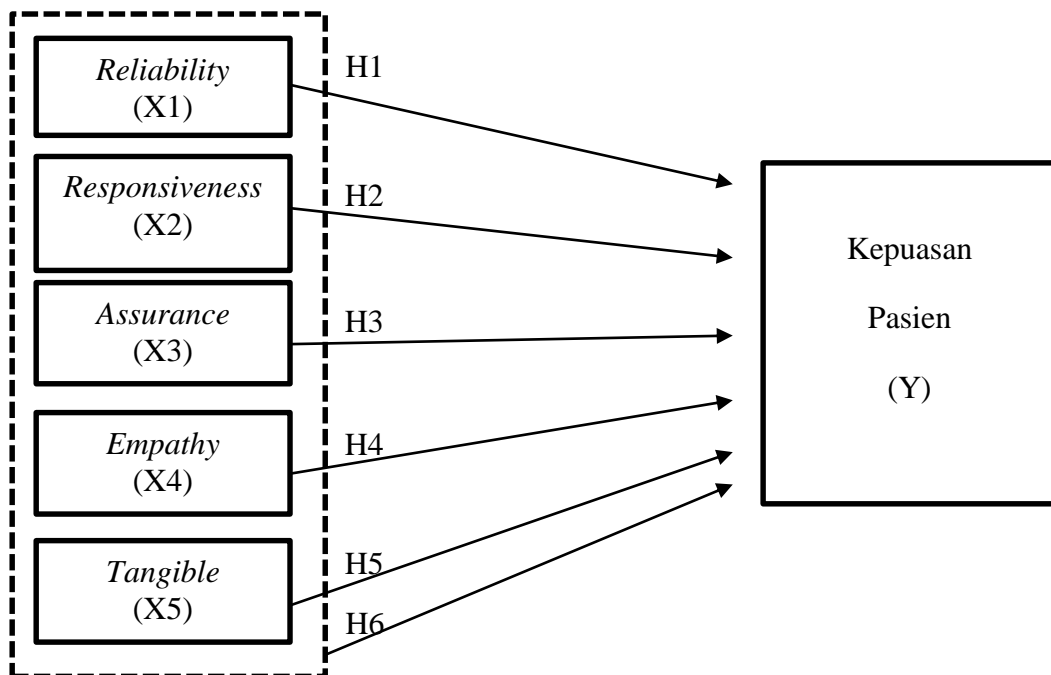 Reliability
(X1)
H1
Responsiveness
(X2)
H2
Assurance
(X3)
H3
Empathy
(X4)
H4
Tangible
(X5)
H5
H6
Kepuasan
Pasien
(Y)